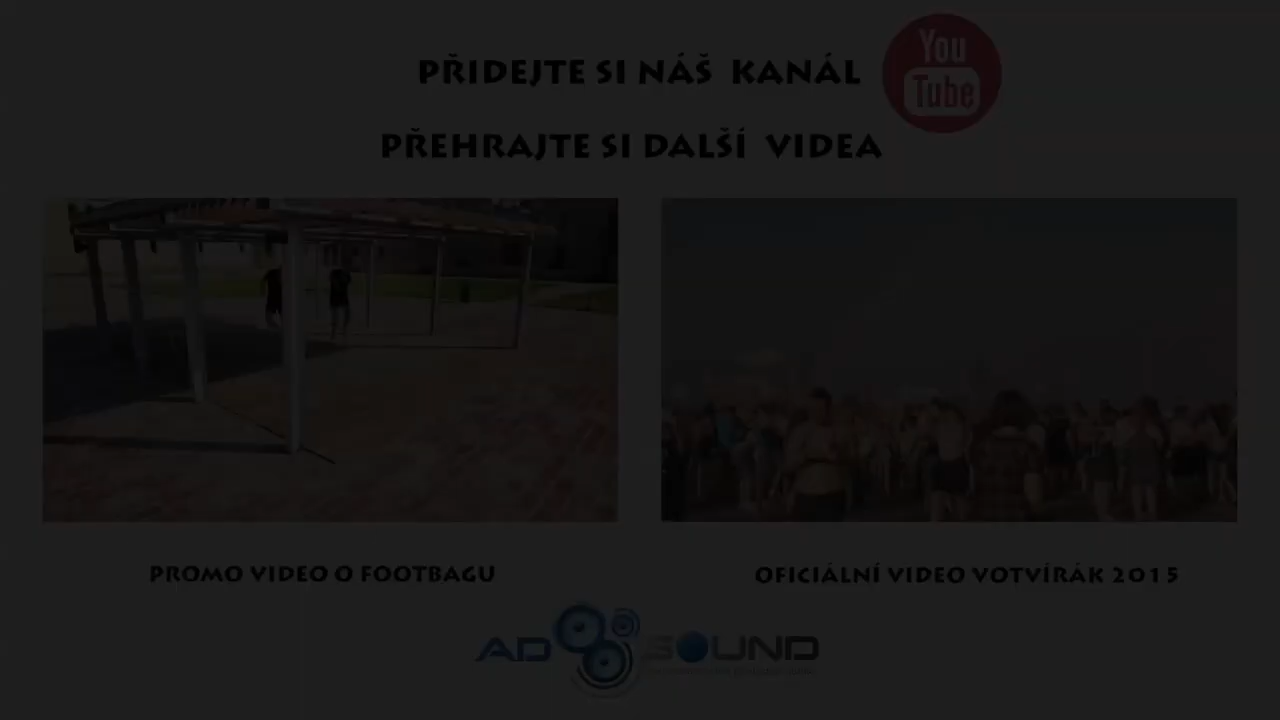 PŘIDEJTE SI NÁŠ KANÁL
You
Tube
PŘEHRAJTE SI DALŠÍ VIDEA
PROMO VIDEO O FOOTBAGU
OFICIÁLNÍ VIDEO VOTVÍRÁK 2015
AD SOUND